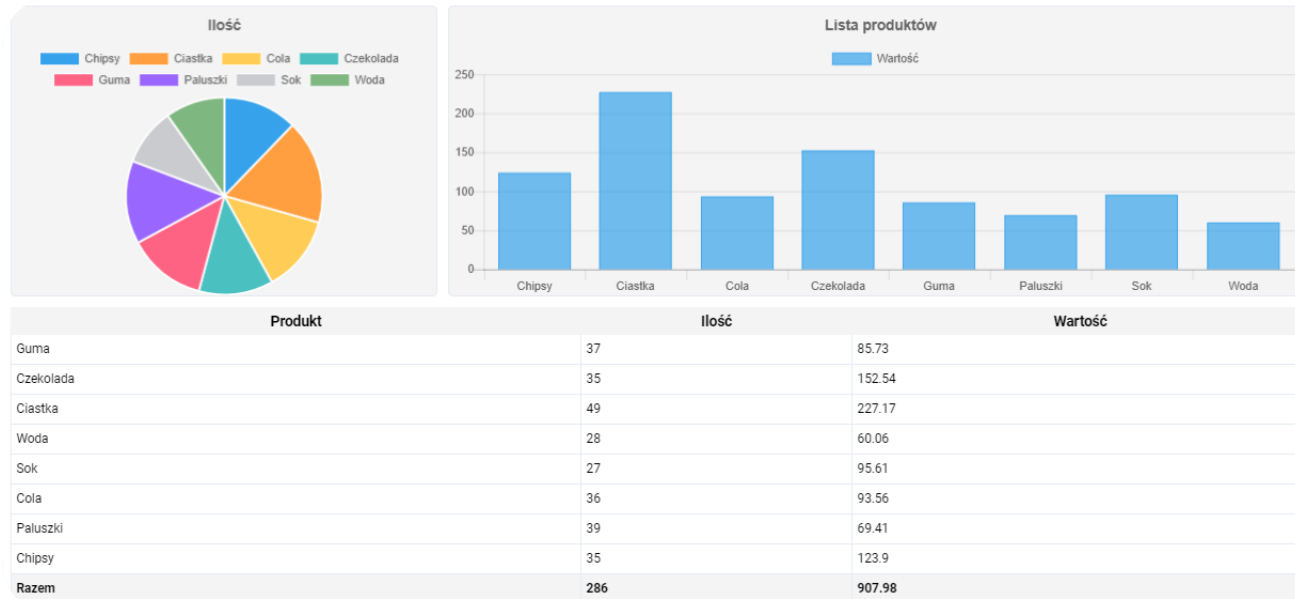 Ilość
Chipsy Ciastka Cola Czekolada
Guma Paluszki Sok Woda
Lista produktów
Wartość
250
200
150
100
50
0
Chipsy Ciastka Cola Czekolada Guma Paluszki Sok Woda
Produkt Ilość Wartość
Guma 37 85.73
Czekolada 35 152.54
Ciastka 49 227.17
Woda 28 60.06
Sok 27 95.61
Cola 36 93.56
Paluszki 39 69.41
Chipsy 35 123.9
Razem 286 907.98